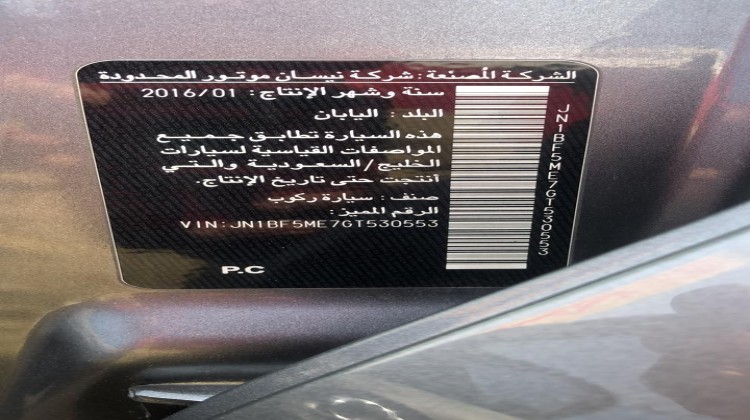 الشركة المصنعة : شركة نيسان موتور المحدودة
سنة وشهر الإنتاج : 2016/01
البلد : اليابان
هذه السيارة تطابق جميع
المواصفات القياسية لسيارات
الخليج/السعودية والتي
أنتجت حتى تاريخ الإنتاج.
صنف : سيارة ركوب
الرقم المميز :
VIN:JN1BF5ME7GT530553
P.C
JN1BF5ME7GT530553